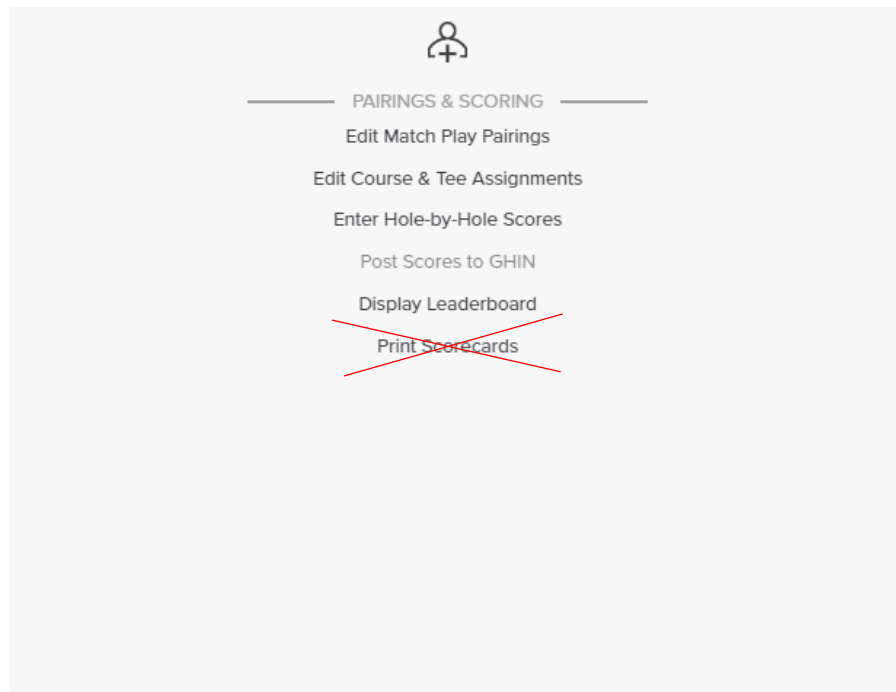 PAIRINGS & SCORING
Edit Match Play Pairings
Edit Course & Tee Assignments
Enter Hole-by-Hole Scores
Post Scores to GHIN
Display Leaderboard
Print Scorecards